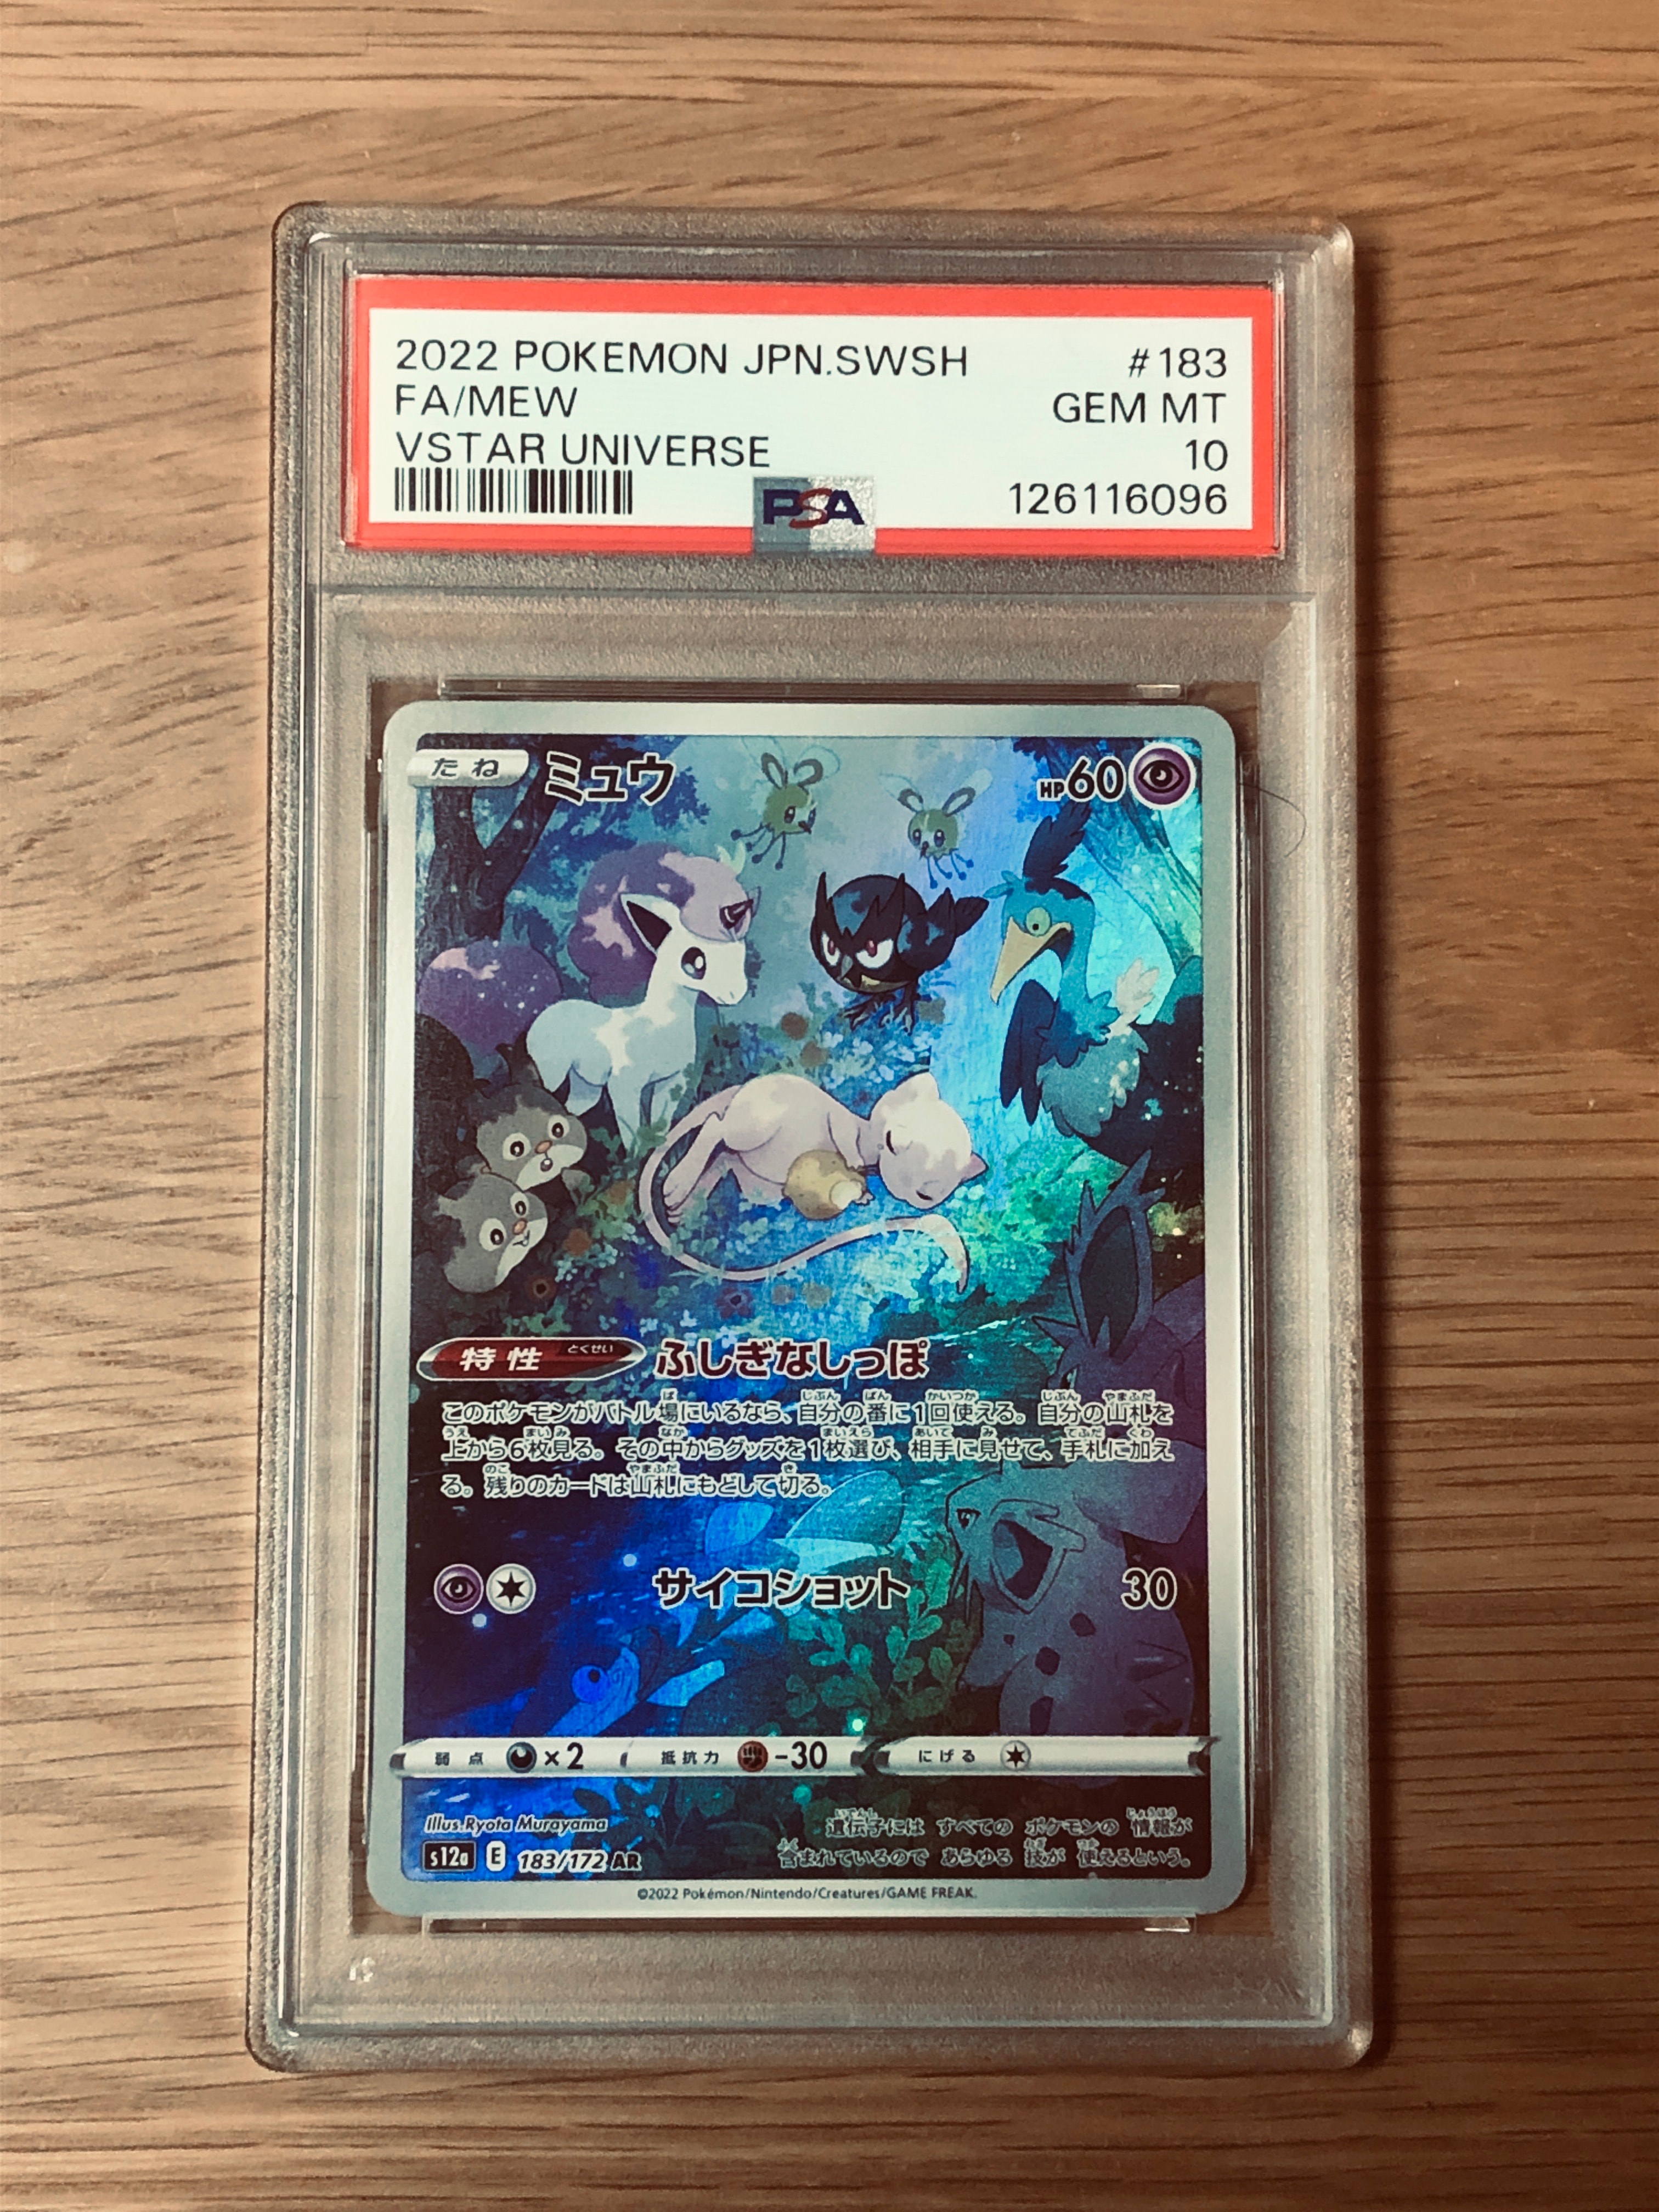 2022 POKEMON JPN.SWSH #183
FA/MEW GEM MT
VSTAR UNIVERSE 10
PSA 126116096
たね ミュウ HP60
特性 とくせい ふしぎなしっぽ
このポケモンがバトル場にいるなら、自分の番に1回使える。自分の山札を
上から6枚見る。その中からグッズを1枚選び、相手に見せて、手札に加え
る。残りのカードは山札にもどして切る。
サイコショット 30
弱点 ×2 抵抗力 -30 にげる
Illus.Ryota Murayama
遺伝子には すべての ポケモンの 情報が
s12a E 183/172 AR
含まれているので あらゆる 技が 使えるという。
©2022 Pokémon/Nintendo/Creatures/GAME FREAK.